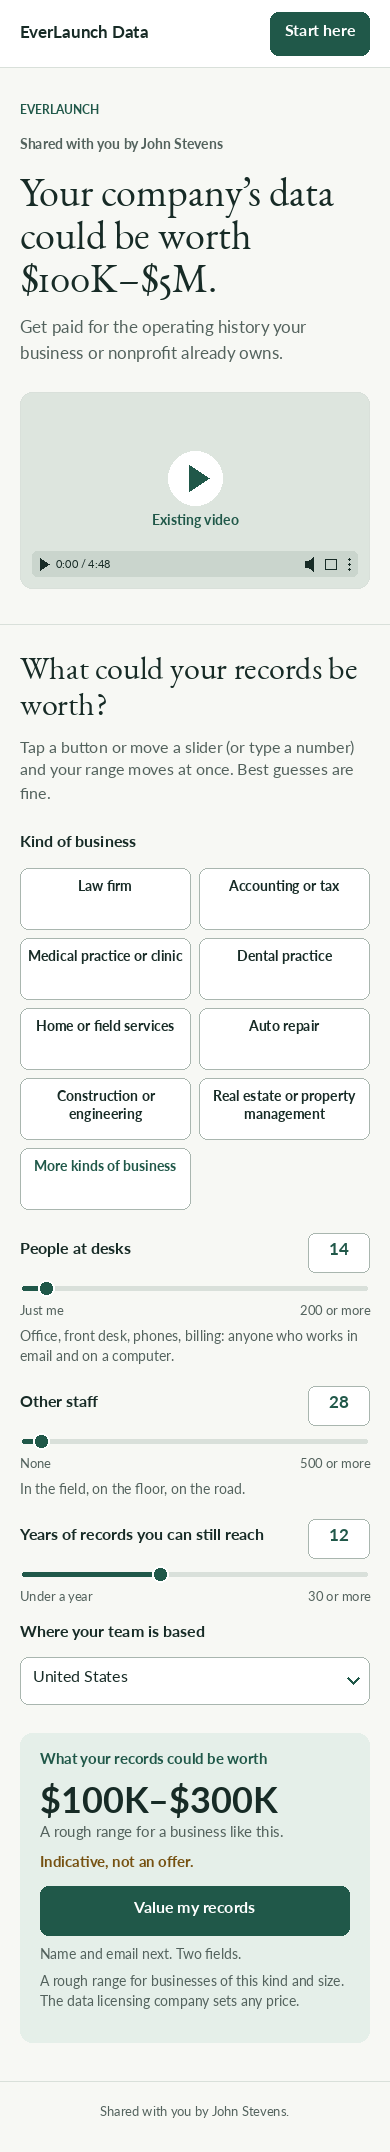 EverLaunch Data
Start here
EVERLAUNCH
Shared with you by John Stevens
Your company's data
could be worth
$100K–$5M.
Get paid for the operating history your
business or nonprofit already owns.
Existing video
0:00 / 4:48
What could your records be
worth?
Tap a button or move a slider (or type a number)
and your range moves at once. Best guesses are
fine.
Kind of business
Law firm
Accounting or tax
Medical practice or clinic
Dental practice
Home or field services
Auto repair
Construction or
engineering
Real estate or property
management
More kinds of business
People at desks
14
Just me
200 or more
Office, front desk, phones, billing: anyone who works in
email and on a computer.
Other staff
28
None
500 or more
In the field, on the floor, on the road.
Years of records you can still reach
12
Under a year
30 or more
Where your team is based
United States
What your records could be worth
$100K–$300K
A rough range for a business like this.
Indicative, not an offer.
Value my records
Name and email next. Two fields.
A rough range for businesses of this kind and size.
The data licensing company sets any price.
Shared with you by John Stevens.